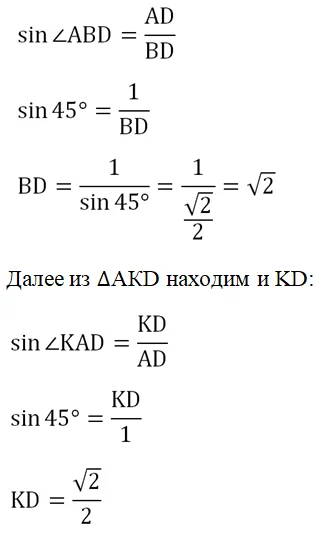 sin ∠ABD = AD/BD
sin 45° = 1/BD
BD = 1/sin 45° = 1/(√2/2) = √2
Далее из ΔAKD находим и KD:
sin ∠KAD = KD/AD
sin 45° = KD/1
KD = √2/2